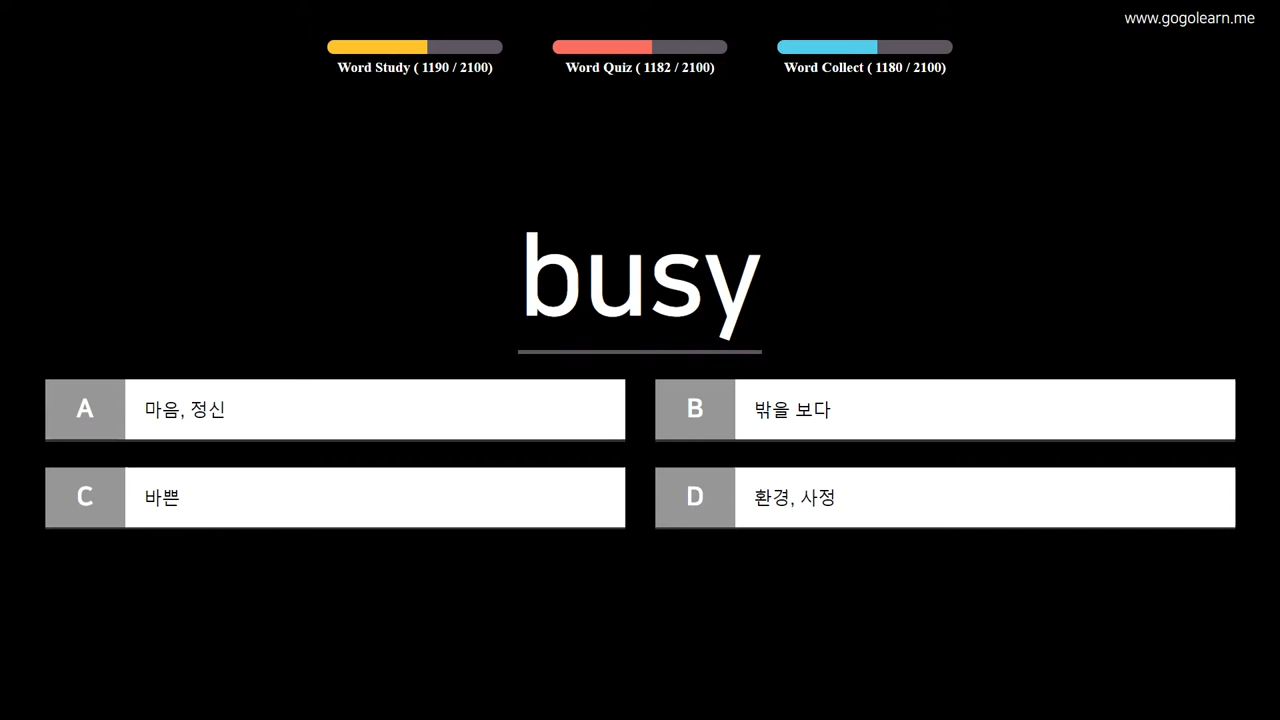 www.gogolearn.me
Word Study ( 1190 / 2100)
Word Quiz ( 1182 / 2100)
Word Collect ( 1180 / 2100)
busy
A 마음, 정신
B 밖을 보다
C 바쁜
D 환경, 사정